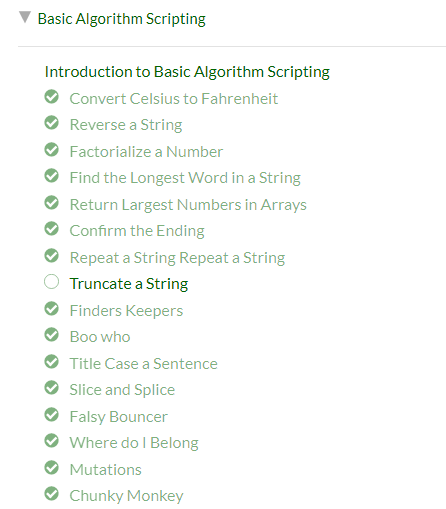 Basic Algorithm Scripting
Introduction to Basic Algorithm Scripting
Convert Celsius to Fahrenheit
Reverse a String
Factorialize a Number
Find the Longest Word in a String
Return Largest Numbers in Arrays
Confirm the Ending
Repeat a String Repeat a String
Truncate a String
Finders Keepers
Boo who
Title Case a Sentence
Slice and Splice
Falsy Bouncer
Where do I Belong
Mutations
Chunky Monkey